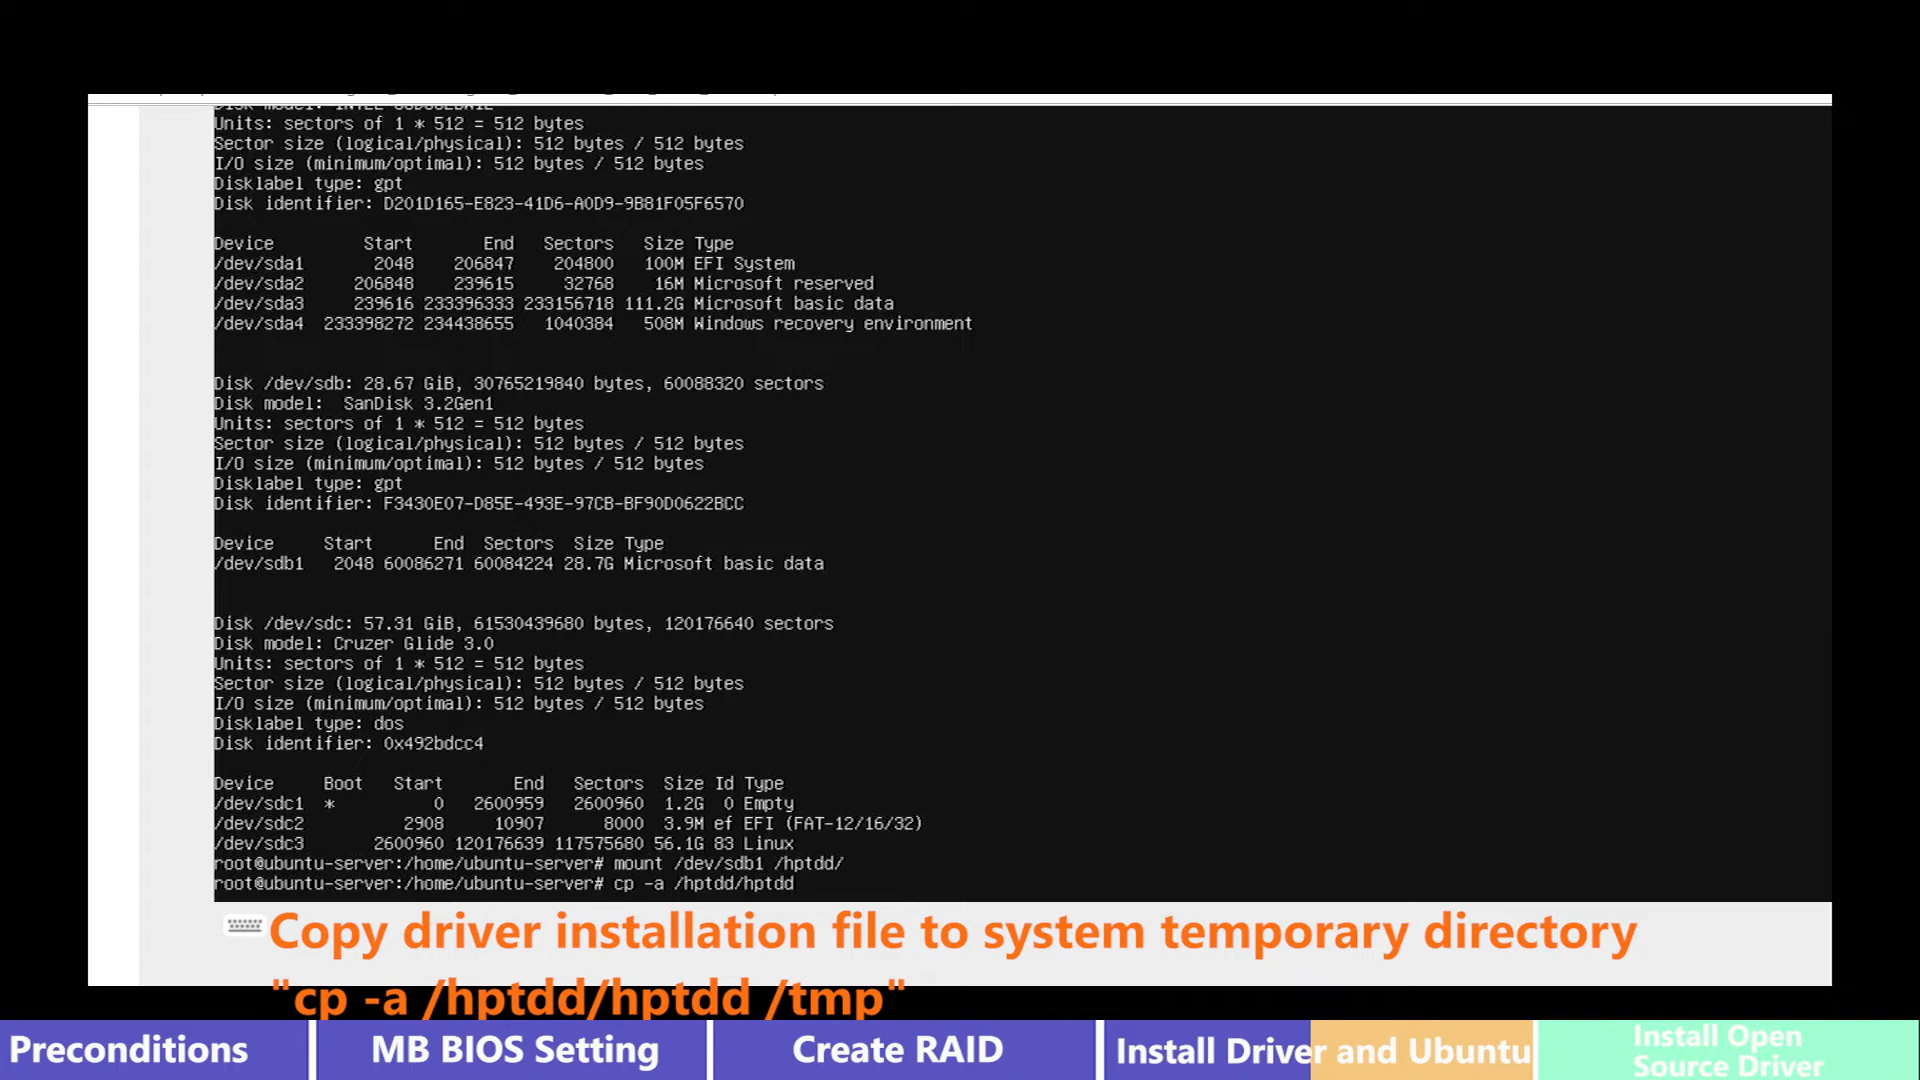 Units: sectors of 1 * 512 = 512 bytes
Sector size (logical/physical): 512 bytes / 512 bytes
I/O size (minimum/optimal): 512 bytes / 512 bytes
Disklabel type: gpt
Disk identifier: D201D165-E823-41D6-A0D9-9B81F05F6570
Device Start End Sectors Size Type
/dev/sda1 2048 206847 204800 100M EFI System
/dev/sda2 206848 239615 32768 16M Microsoft reserved
/dev/sda3 239616 233396333 233156718 111.2G Microsoft basic data
/dev/sda4 233398272 234438655 1040384 508M Windows recovery environment
Disk /dev/sdb: 28.67 GiB, 30765219840 bytes, 60088320 sectors
Disk model: SanDisk 3.2Gen1
Units: sectors of 1 * 512 = 512 bytes
Sector size (logical/physical): 512 bytes / 512 bytes
I/O size (minimum/optimal): 512 bytes / 512 bytes
Disklabel type: gpt
Disk identifier: F3430E07-D85E-493E-97CB-BF90D0622BCC
Device Start End Sectors Size Type
/dev/sdb1 2048 60086271 60084224 28.7G Microsoft basic data
Disk /dev/sdc: 57.31 GiB, 61530439680 bytes, 120176640 sectors
Disk model: Cruzer Glide 3.0
Units: sectors of 1 * 512 = 512 bytes
Sector size (logical/physical): 512 bytes / 512 bytes
I/O size (minimum/optimal): 512 bytes / 512 bytes
Disklabel type: dos
Disk identifier: 0x492bdcc4
Device Boot Start End Sectors Size Id Type
/dev/sdc1 * 0 2600959 2600960 1.2G 0 Empty
/dev/sdc2 2908 10907 8000 3.9M ef EFI (FAT-12/16/32)
/dev/sdc3 2600960 120176639 117575680 56.1G 83 Linux
root@ubuntu-server:/home/ubuntu-server# mount /dev/sdb1 /hptdd/
root@ubuntu-server:/home/ubuntu-server# cp -a /hptdd/hptdd
Copy driver installation file to system temporary directory
"cp -a /hptdd/hptdd /tmp"
Preconditions
MB BIOS Setting
Create RAID
Install Driver and Ubuntu
Install Open
Source Driver